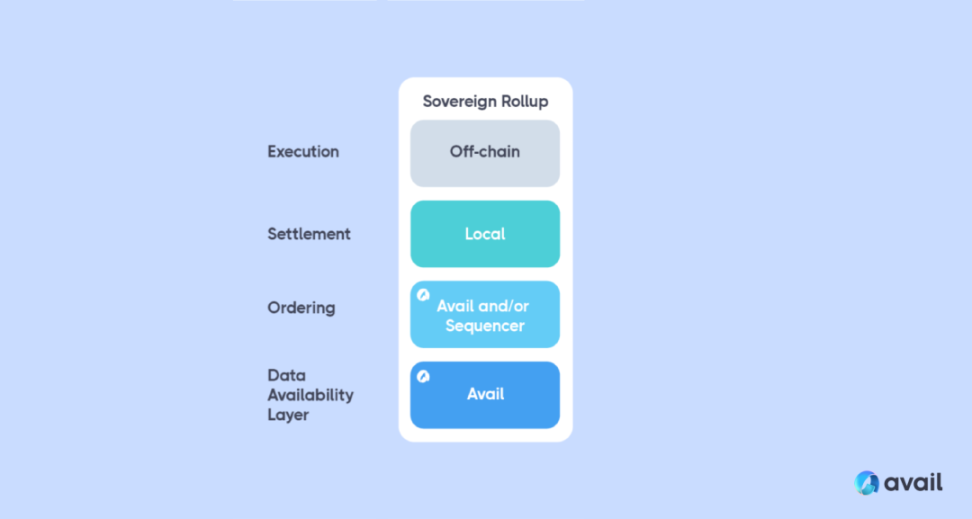 Sovereign Rollup
Execution
Off-chain
Settlement
Local
Ordering
Avail and/or
Sequencer
Data
Availability
Layer
Avail
avail